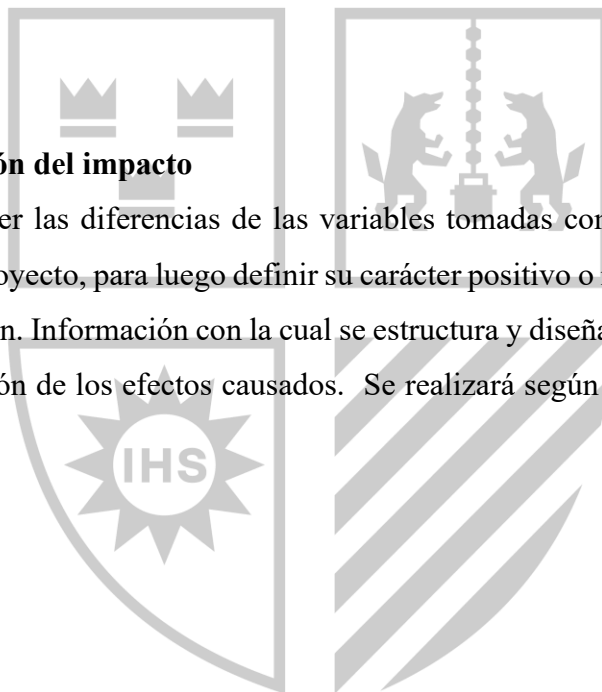 ón del impacto
er las diferencias de las variables tomadas con
oyecto, para luego definir su carácter positivo o
n. Información con la cual se estructura y diseña
ón de los efectos causados. Se realizará según
IHS